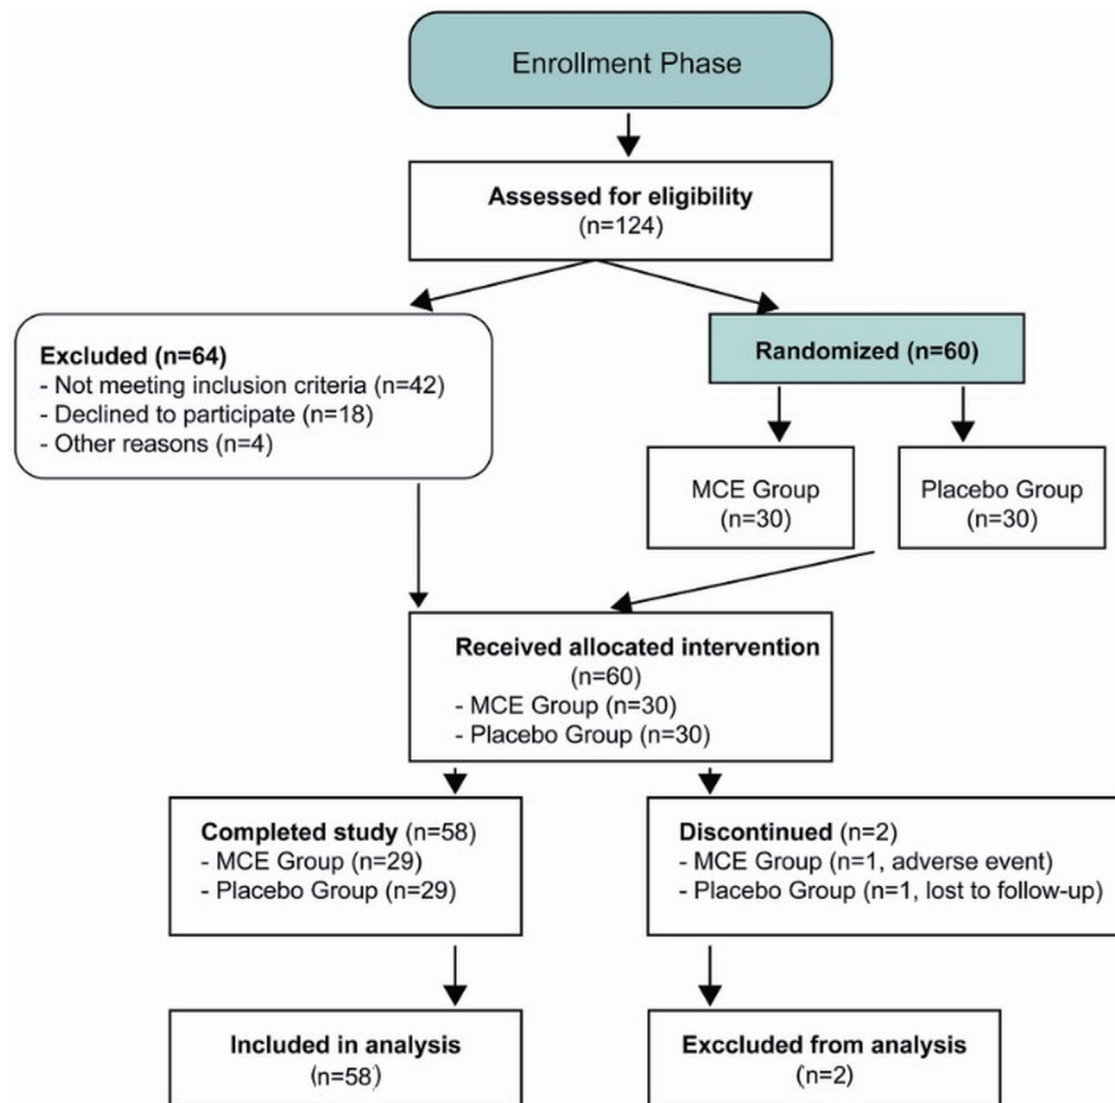 Enrollment Phase
Assessed for eligibility
(n=124)
Excluded (n=64)
- Not meeting inclusion criteria (n=42)
- Declined to participate (n=18)
- Other reasons (n=4)
Randomized (n=60)
MCE Group
(n=30)
Placebo Group
(n=30)
Received allocated intervention
(n=60)
- MCE Group (n=30)
- Placebo Group (n=30)
Completed study (n=58)
- MCE Group (n=29)
- Placebo Group (n=29)
Discontinued (n=2)
- MCE Group (n=1, adverse event)
- Placebo Group (n=1, lost to follow-up)
Included in analysis
(n=58)
Exccluded from analysis
(n=2)